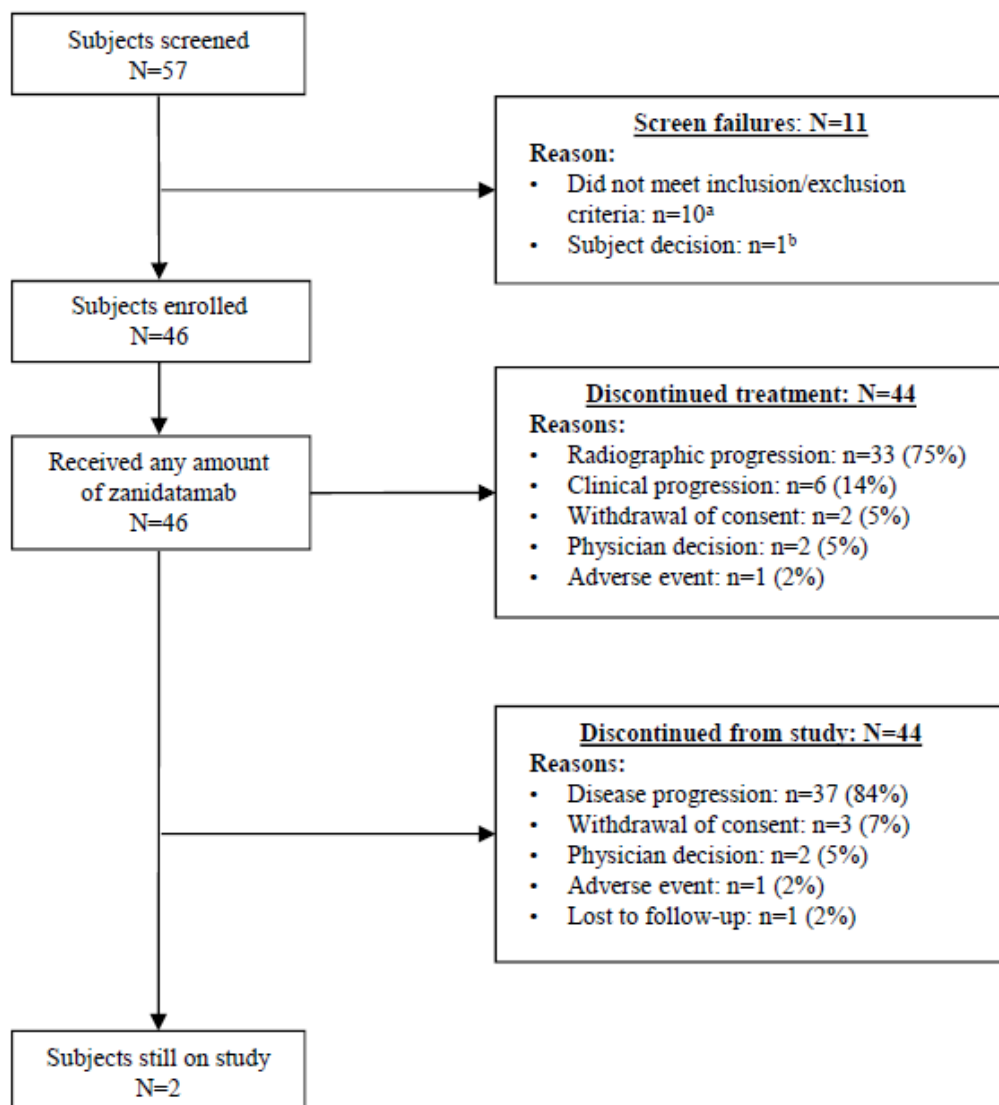 Subjects screened
N=57
Screen failures: N=11
Reason:
• Did not meet inclusion/exclusion
criteria: n=10ᵃ
• Subject decision: n=1ᵇ
Subjects enrolled
N=46
Discontinued treatment: N=44
Reasons:
• Radiographic progression: n=33 (75%)
• Clinical progression: n=6 (14%)
• Withdrawal of consent: n=2 (5%)
• Physician decision: n=2 (5%)
• Adverse event: n=1 (2%)
Received any amount
of zanidatamab
N=46
Discontinued from study: N=44
Reasons:
• Disease progression: n=37 (84%)
• Withdrawal of consent: n=3 (7%)
• Physician decision: n=2 (5%)
• Adverse event: n=1 (2%)
• Lost to follow-up: n=1 (2%)
Subjects still on study
N=2